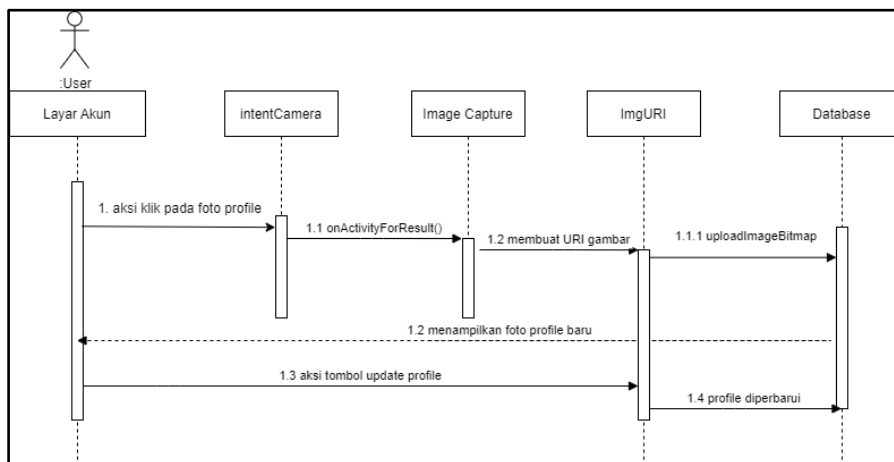 :User
Layar Akun
intentCamera
Image Capture
ImgURI
Database
1. aksi klik pada foto profile
1.1 onActivityForResult()
1.2 membuat URI gambar
1.1.1 uploadImageBitmap
1.2 menampilkan foto profile baru
1.3 aksi tombol update profile
1.4 profile diperbarui